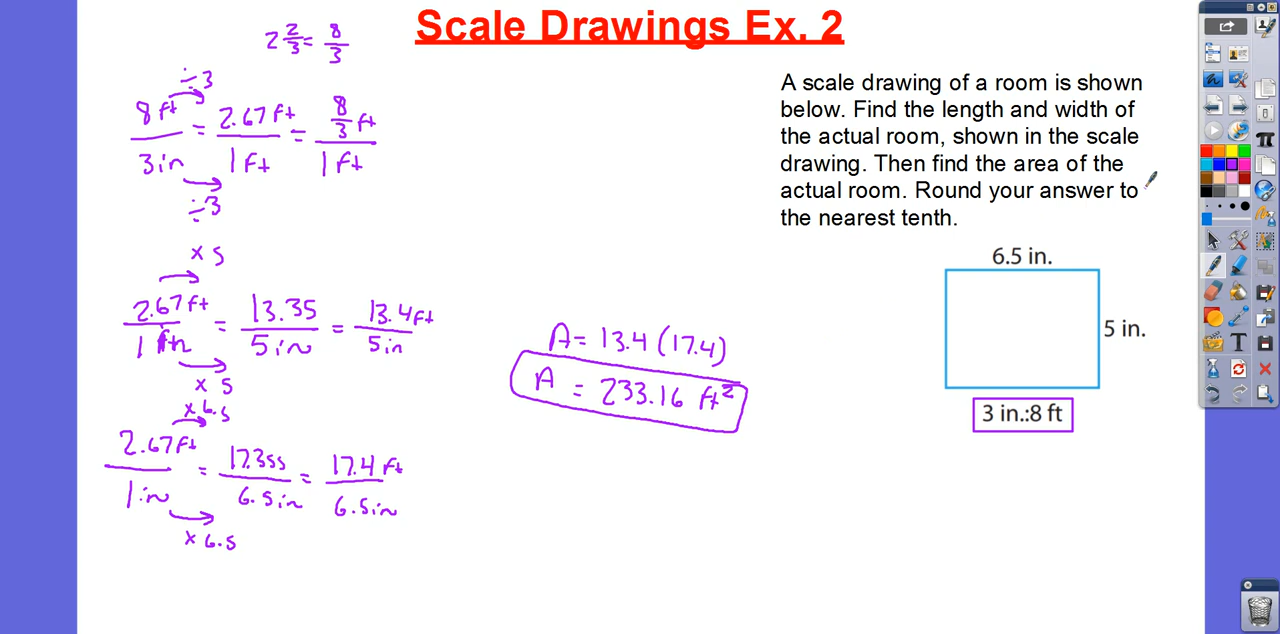 Scale Drawings Ex. 2
2 2/3 = 8/3
÷3
8 ft/3 in = 2.67 ft/1 ft = 8/3 ft/1 ft
÷3
x 5
2.67 ft/1 in = 13.35/5 in = 13.4 ft/5 in
x 5
x 6.5
2.67 ft/1 in = 17.355/6.5 in = 17.4 ft/6.5 in
x 6.5
A = 13.4 (17.4)
A = 233.16 ft²
A scale drawing of a room is shown
below. Find the length and width of
the actual room, shown in the scale
drawing. Then find the area of the
actual room. Round your answer to
the nearest tenth.
6.5 in.
5 in.
3 in.:8 ft